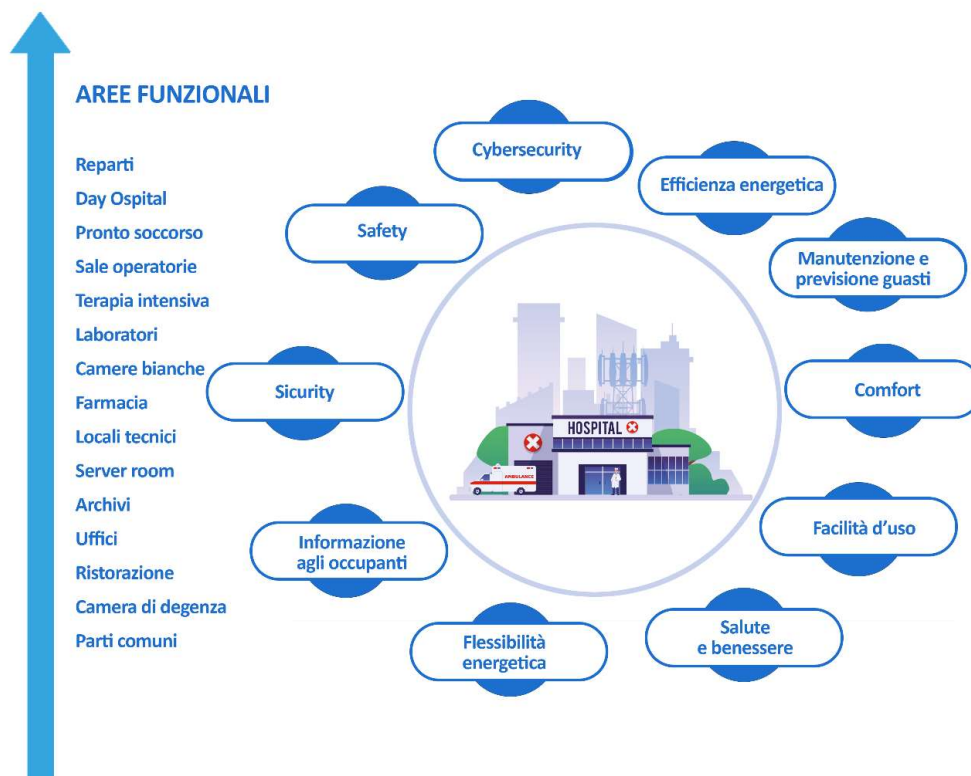 AREE FUNZIONALI
Reparti
Day Ospital
Pronto soccorso
Sale operatorie
Terapia intensiva
Laboratori
Camere bianche
Farmacia
Locali tecnici
Server room
Archivi
Uffici
Ristorazione
Camera di degenza
Parti comuni
Cybersecurity
Efficienza energetica
Manutenzione e
previsione guasti
Comfort
Facilità d'uso
Salute
e benessere
Flessibilità
energetica
Informazione
agli occupanti
Sicurity
Safety
HOSPITAL
AMBULANCE